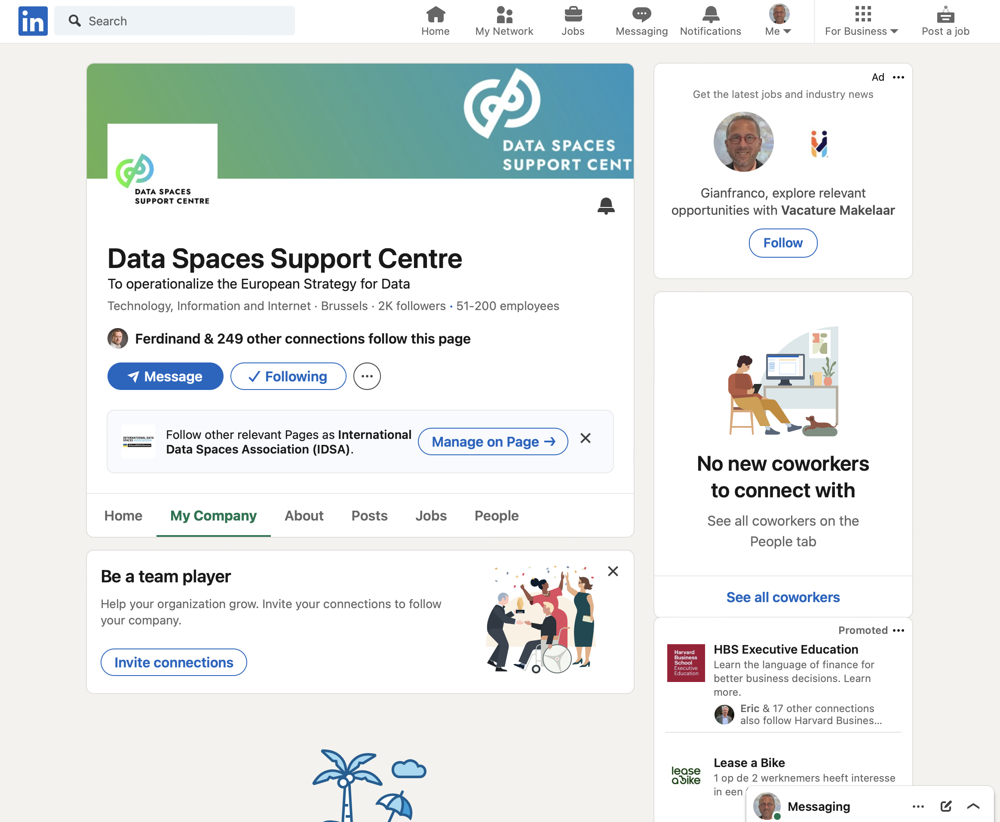 in
Search
Home
My Network
Jobs
Messaging
Notifications
Me
For Business
Post a job
DATA SPACES
SUPPORT CENT
DATA SPACES
SUPPORT CENTRE
Data Spaces Support Centre
To operationalize the European Strategy for Data
Technology, Information and Internet · Brussels · 2K followers · 51-200 employees
Ferdinand & 249 other connections follow this page
Message
Following
INTERNATIONAL DATA
SPACES ASSOCIATION
#StandWithUkraine
Follow other relevant Pages as International
Data Spaces Association (IDSA).
Manage on Page →
Home
My Company
About
Posts
Jobs
People
Be a team player
Help your organization grow. Invite your connections to follow
your company.
Invite connections
Ad
Get the latest jobs and industry news
Gianfranco, explore relevant
opportunities with Vacature Makelaar
Follow
No new coworkers
to connect with
See all coworkers on the
People tab
See all coworkers
Promoted
Harvard
Business
School
Executive
Education
HBS Executive Education
Learn the language of finance for
better business decisions. Learn
more.
Eric & 17 other connections
also follow Harvard Busines...
lease
a bike
Lease a Bike
1 op de 2 werknemers heeft interesse
in een
Messaging